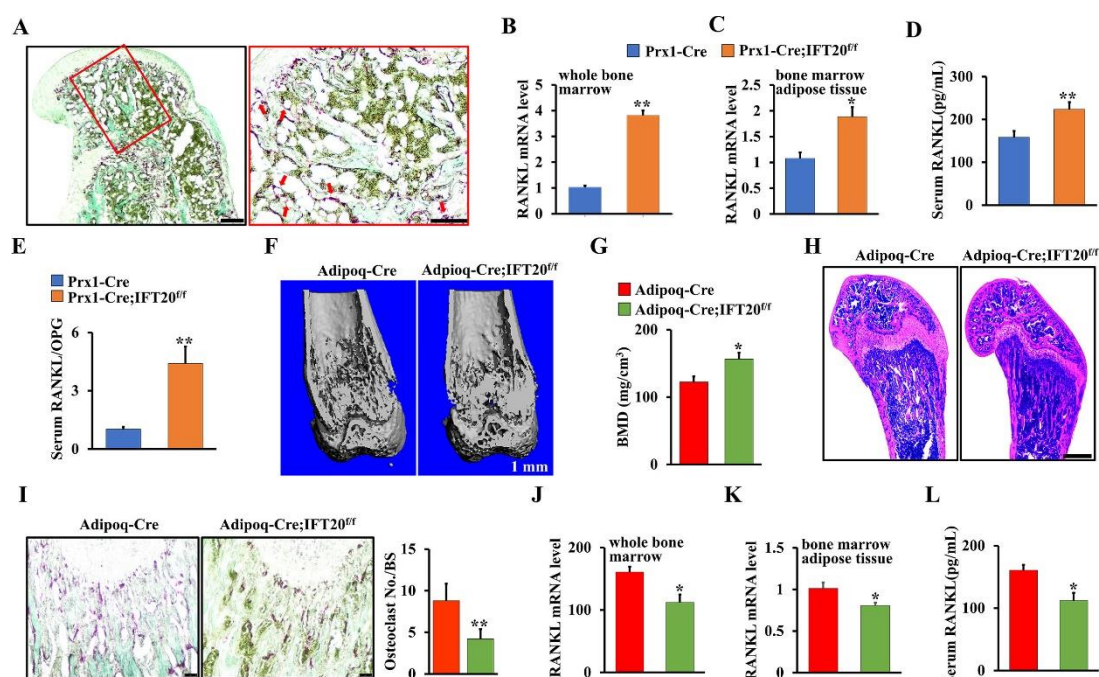 A
B
Prx1-Cre
Prx1-Cre;IFT20f/f
C
D
RANKL mRNA level
whole bone
marrow
**
5
4
3
2
1
0
RANKL mRNA level
bone marrow
adipose tissue
*
2.5
2
1.5
1
0.5
0
Serum RANKL(pg/mL)
**
300
200
100
0
E
Prx1-Cre
Prx1-Cre;IFT20f/f
Serum RANKL/OPG
**
6
3
0
F
Adipoq-Cre
Adpioq-Cre;IFT20f/f
1 mm
G
Adipoq-Cre
Adipoq-Cre;IFT20f/f
BMD (mg/cm3)
*
200
100
0
H
Adipoq-Cre
Adpioq-Cre;IFT20f/f
I
Adipoq-Cre
Adipoq-Cre;IFT20f/f
Osteoclast No./BS
**
15
10
5
0
J
RANKL mRNA level
whole bone
marrow
*
200
100
0
K
RANKL mRNA level
bone marrow
adipose tissue
*
1.5
1
0.5
0
L
Serum RANKL(pg/mL)
*
200
100
0